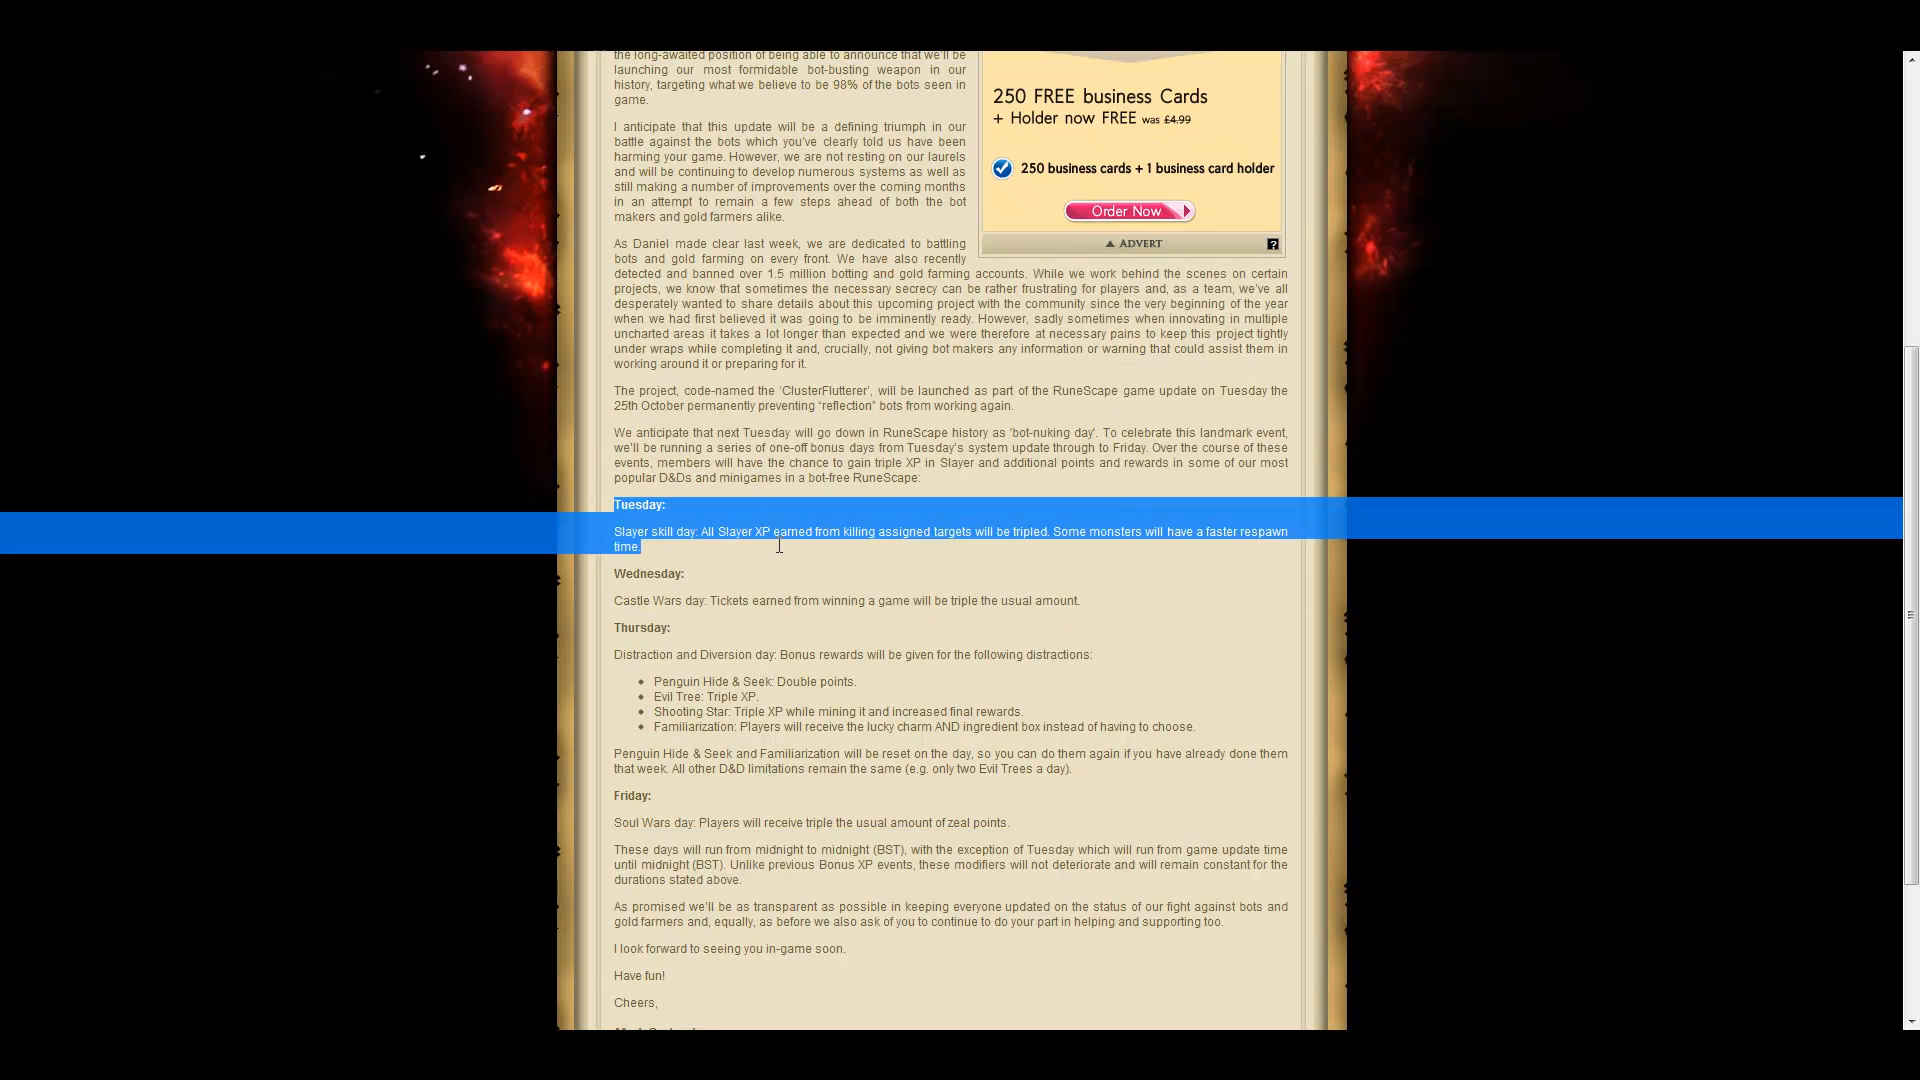 the long-awaited position of being able to announce that we'll be
launching our most formidable bot-busting weapon in our
history, targeting what we believe to be 98% of the bots seen in
game.
I anticipate that this update will be a defining triumph in our
battle against the bots which you've clearly told us have been
harming your game. However, we are not resting on our laurels
and will be continuing to develop numerous systems as well as
still making a number of improvements over the coming months
in an attempt to remain a few steps ahead of both the bot
makers and gold farmers alike.
250 FREE business Cards
+ Holder now FREE was £4.99
250 business cards + 1 business card holder
Order Now
ADVERT ?
As Daniel made clear last week, we are dedicated to battling
bots and gold farming on every front. We have also recently
detected and banned over 1.5 million botting and gold farming accounts. While we work behind the scenes on certain
projects, we know that sometimes the necessary secrecy can be rather frustrating for players and, as a team, we've all
desperately wanted to share details about this upcoming project with the community since the very beginning of the year
when we had first believed it was going to be imminently ready. However, sadly sometimes when innovating in multiple
uncharted areas it takes a lot longer than expected and we were therefore at necessary pains to keep this project tightly
under wraps while completing it and, crucially, not giving bot makers any information or warning that could assist them in
working around it or preparing for it.
The project, code-named the 'ClusterFlutterer', will be launched as part of the RuneScape game update on Tuesday the
25th October permanently preventing “reflection” bots from working again.
We anticipate that next Tuesday will go down in RuneScape history as 'bot-nuking day'. To celebrate this landmark event,
we'll be running a series of one-off bonus days from Tuesday's system update through to Friday. Over the course of these
events, members will have the chance to gain triple XP in Slayer and additional points and rewards in some of our most
popular D&Ds and minigames in a bot-free RuneScape:
Tuesday:
Slayer skill day: All Slayer XP earned from killing assigned targets will be tripled. Some monsters will have a faster respawn
time.
Wednesday:
Castle Wars day: Tickets earned from winning a game will be triple the usual amount.
Thursday:
Distraction and Diversion day: Bonus rewards will be given for the following distractions:
• Penguin Hide & Seek: Double points.
• Evil Tree: Triple XP.
• Shooting Star: Triple XP while mining it and increased final rewards.
• Familiarization: Players will receive the lucky charm AND ingredient box instead of having to choose.
Penguin Hide & Seek and Familiarization will be reset on the day, so you can do them again if you have already done them
that week. All other D&D limitations remain the same (e.g. only two Evil Trees a day).
Friday:
Soul Wars day: Players will receive triple the usual amount of zeal points.
These days will run from midnight to midnight (BST), with the exception of Tuesday which will run from game update time
until midnight (BST). Unlike previous Bonus XP events, these modifiers will not deteriorate and will remain constant for the
durations stated above.
As promised we'll be as transparent as possible in keeping everyone updated on the status of our fight against bots and
gold farmers and, equally, as before we also ask of you to continue to do your part in helping and supporting too.
I look forward to seeing you in-game soon.
Have fun!
Cheers,